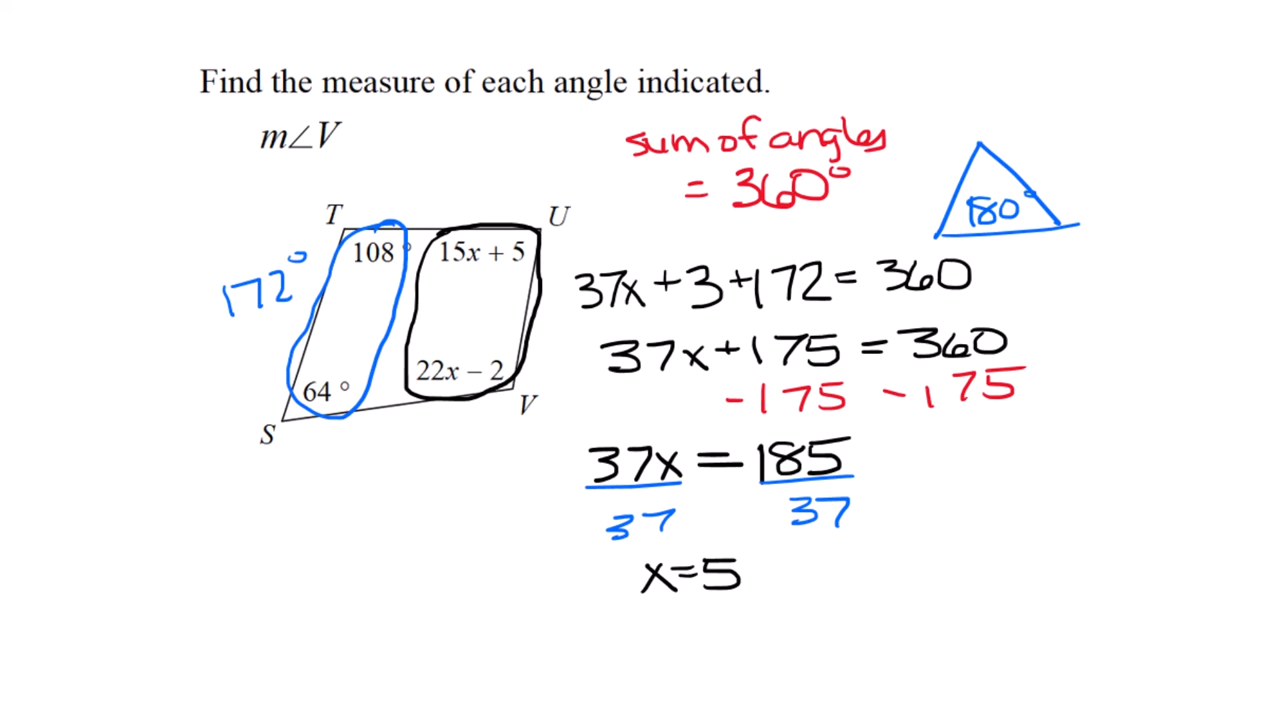 Find the measure of each angle indicated.
m∠V
sum of angles
= 360°
180°
T
U
108 °
15x + 5
172°
37x + 3 + 172 = 360
37x + 175 = 360
22x − 2
- 175 - 175
64 °
V
S
37x = 185
37 37
x = 5